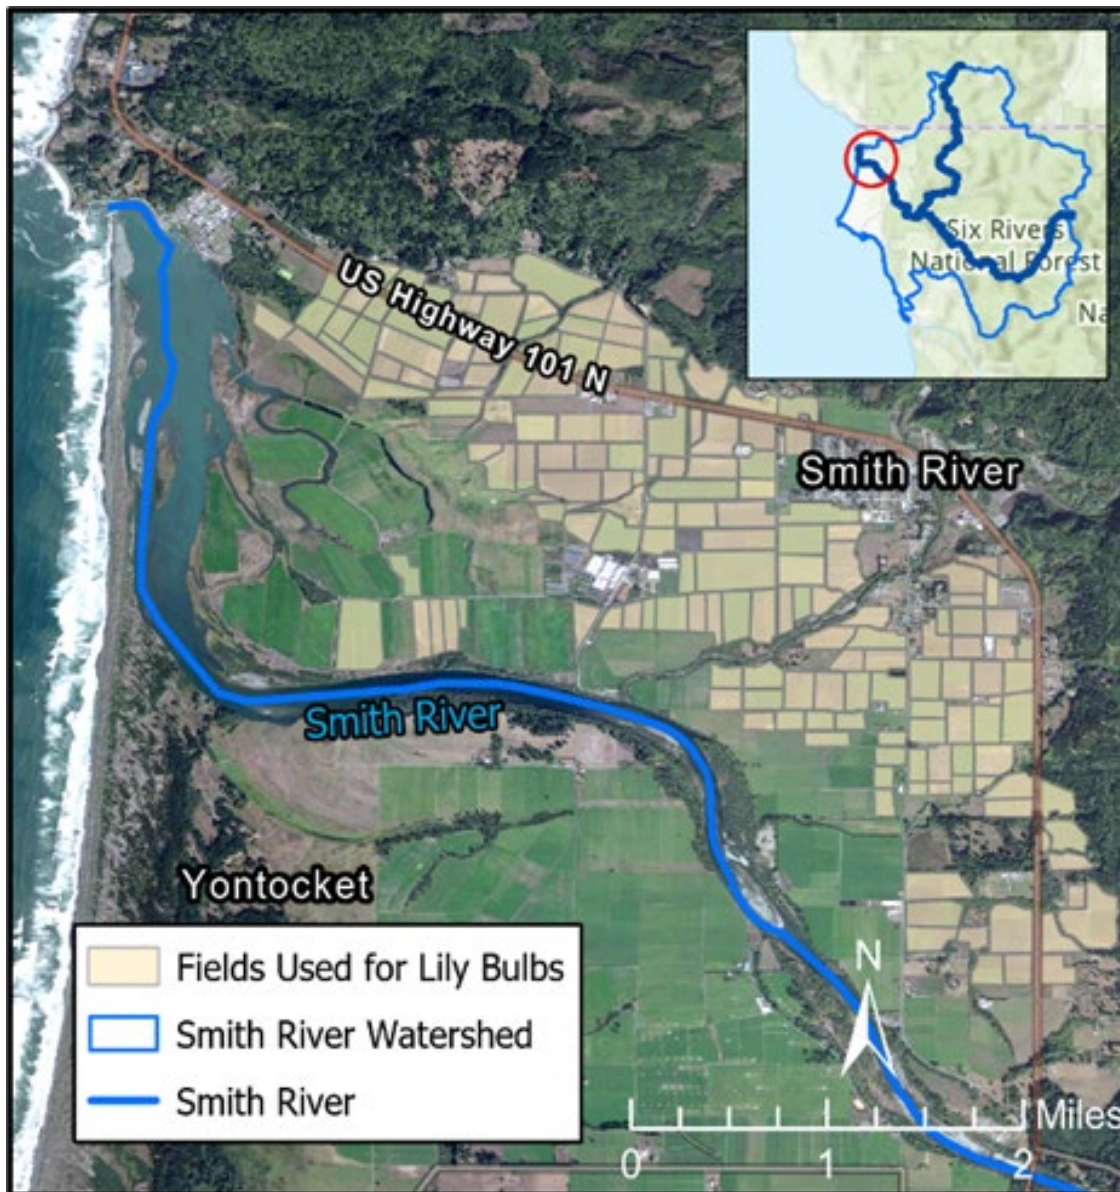 Six Rivers
National Forest
Na
US Highway 101 N
Smith River
Smith River
Yontocket
Fields Used for Lily Bulbs
Smith River Watershed
Smith River
N
Miles
0 1 2